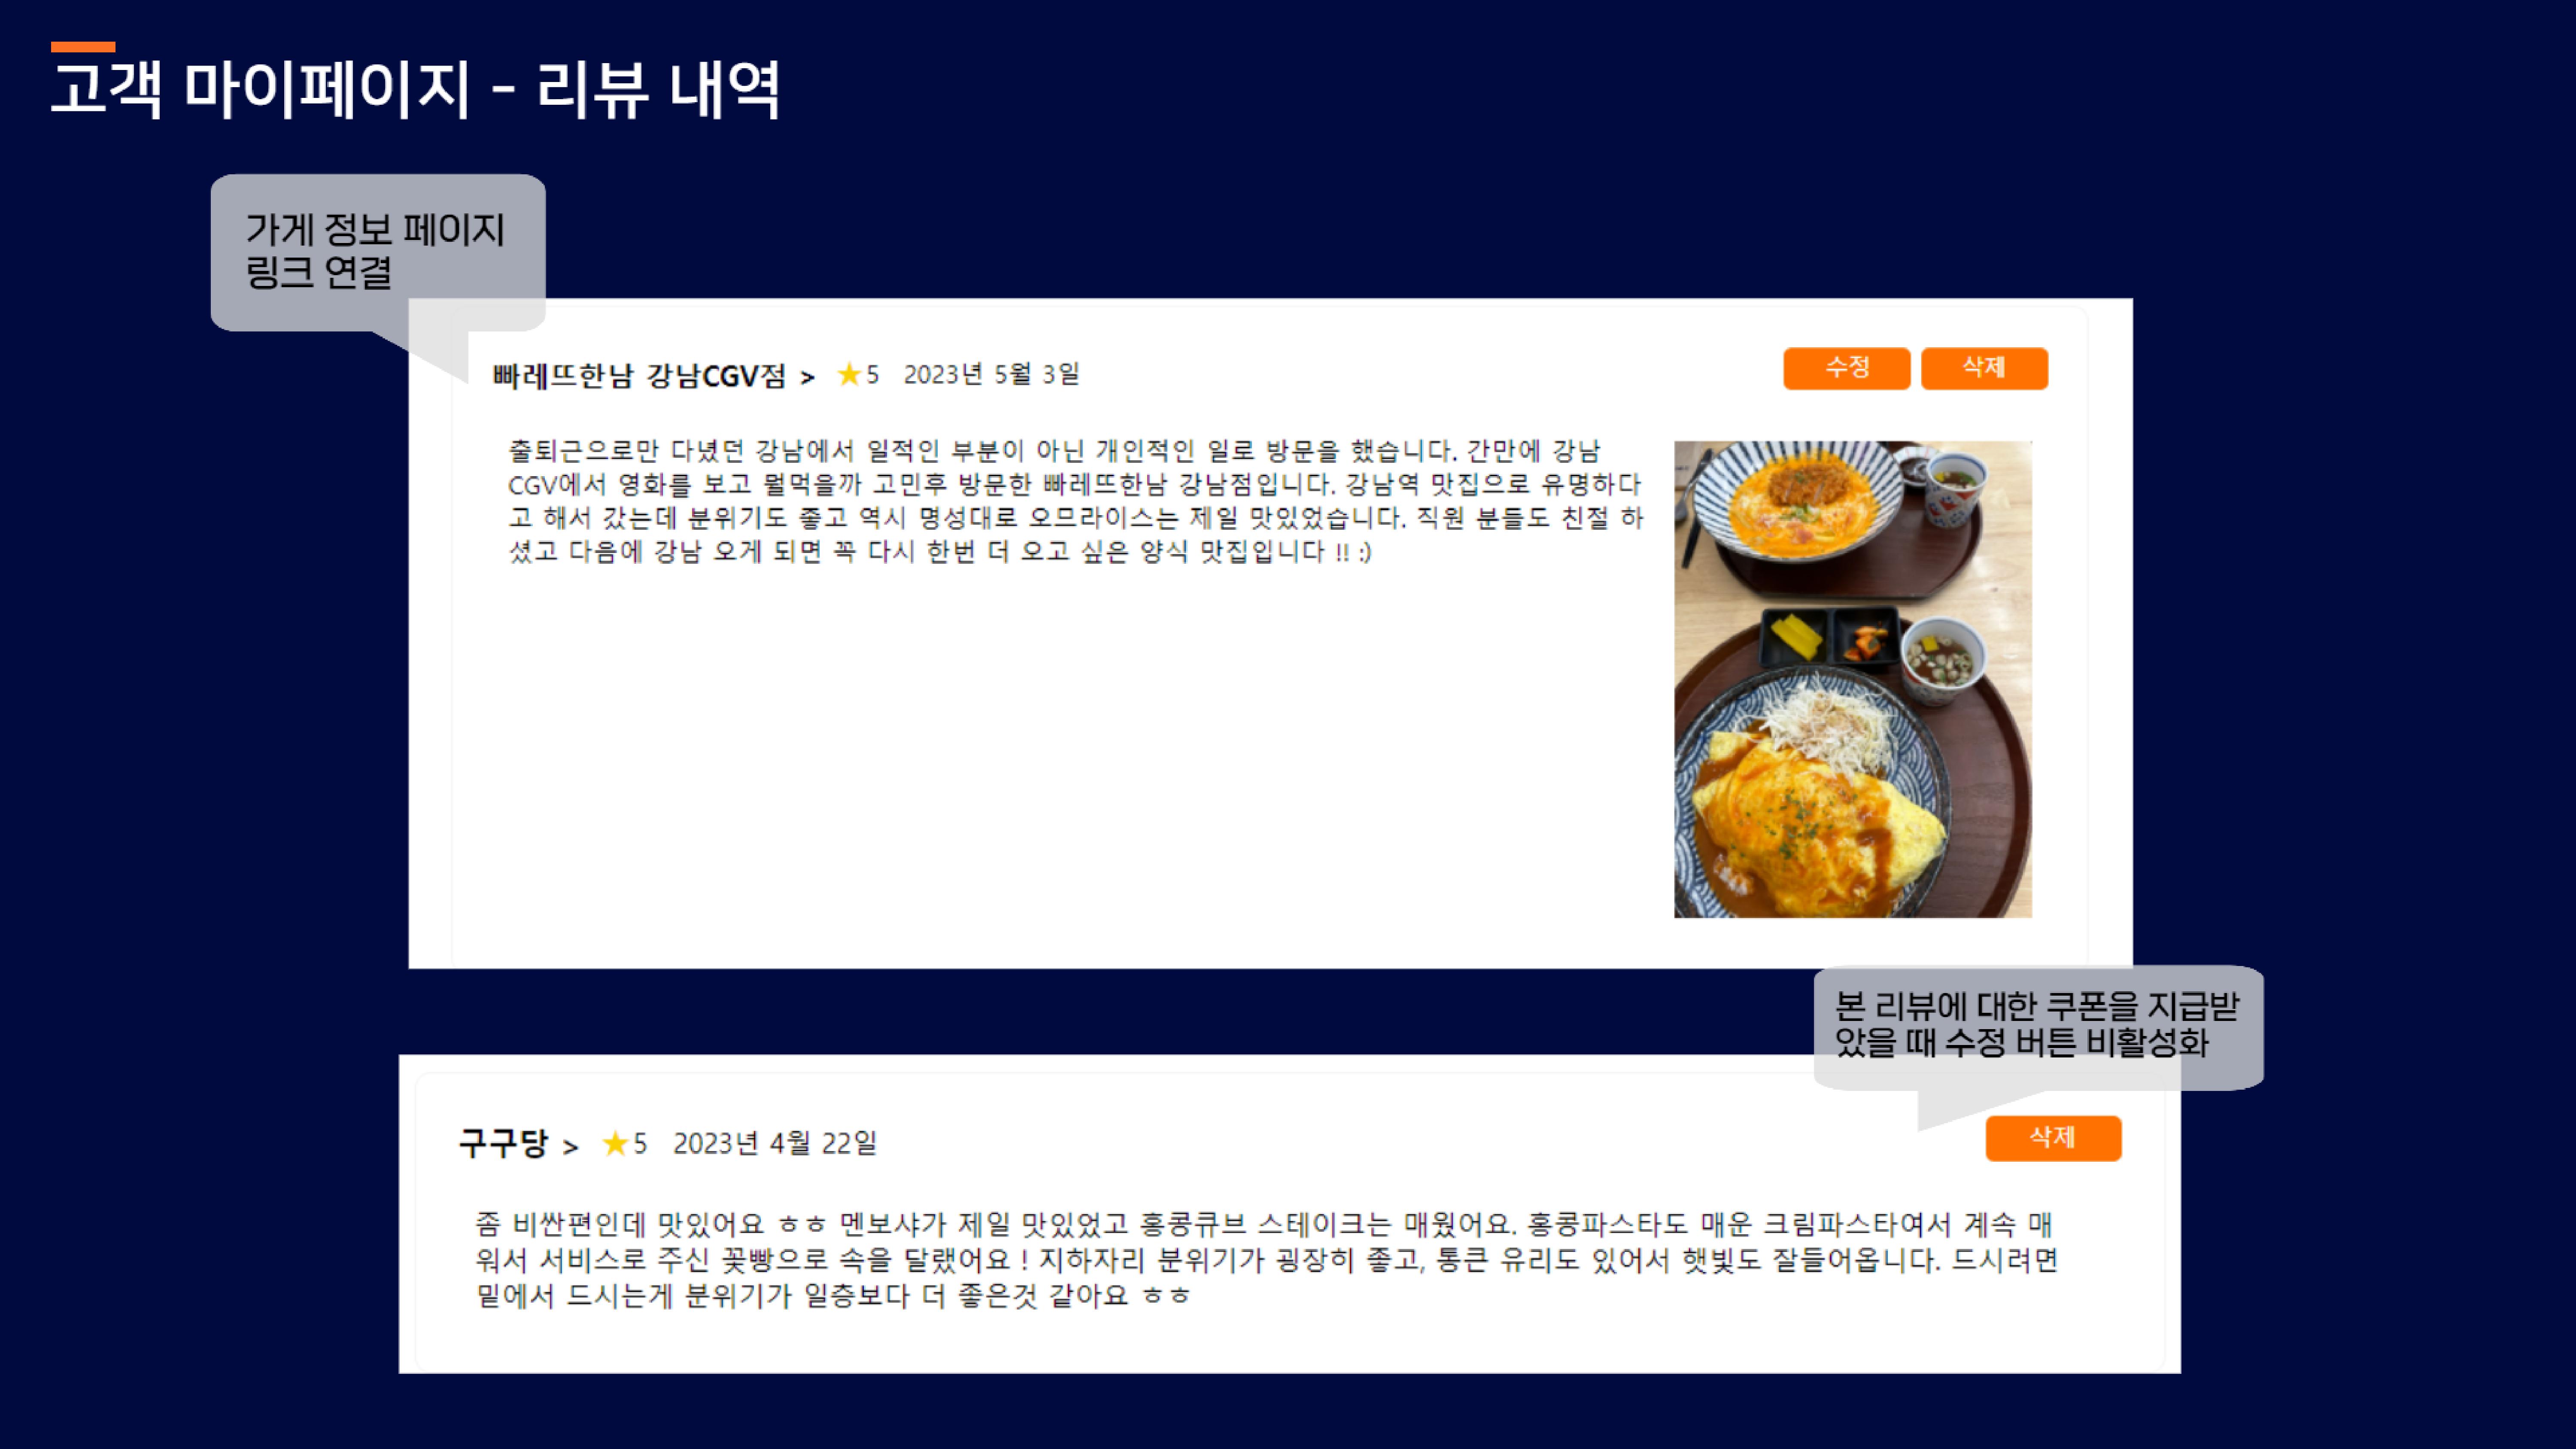 고객 마이페이지 - 리뷰 내역
가게 정보 페이지
링크 연결
빠레뜨한남 강남CGV점 > ★5 2023년 5월 3일
수정 삭제
출퇴근으로만 다녔던 강남에서 일적인 부분이 아닌 개인적인 일로 방문을 했습니다. 간만에 강남
CGV에서 영화를 보고 뭘먹을까 고민후 방문한 빠레뜨한남 강남점입니다. 강남역 맛집으로 유명하다
고 해서 갔는데 분위기도 좋고 역시 명성대로 오므라이스는 제일 맛있었습니다. 직원 분들도 친절 하
셨고 다음에 강남 오게 되면 꼭 다시 한번 더 오고 싶은 양식 맛집입니다 !! :)
본 리뷰에 대한 쿠폰을 지급받
았을 때 수정 버튼 비활성화
구구당 > ★5 2023년 4월 22일
삭제
좀 비싼편인데 맛있어요 ㅎㅎ 멘보샤가 제일 맛있었고 홍콩큐브 스테이크는 매웠어요. 홍콩파스타도 매운 크림파스타여서 계속 매
워서 서비스로 주신 꽃빵으로 속을 달랬어요 ! 지하자리 분위기가 굉장히 좋고, 통큰 유리도 있어서 햇빛도 잘들어옵니다. 드시려면
밑에서 드시는게 분위기가 일층보다 더 좋은것 같아요 ㅎㅎ